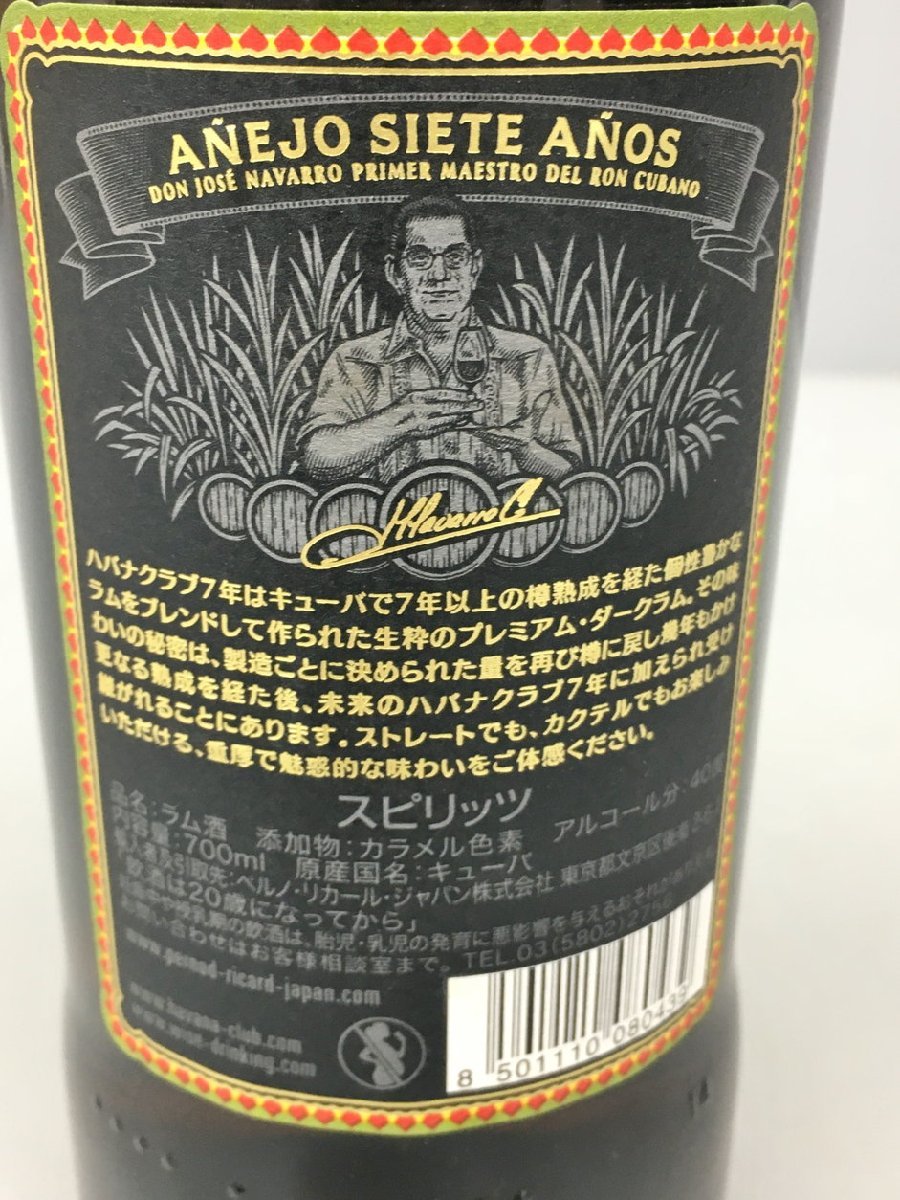 AÑEJO SIETE AÑOS
DON JOSÉ NAVARRO PRIMER MAESTRO DEL RON CUBANO
ハバナクラブ7年はキューバで7年以上の樽熟成を経た個性豊かな
ラムをブレンドして作られた生粋のプレミアム・ダークラム。その味
わいの秘密は、製造ごとに決められた量を再び樽に戻し幾年もかけ
更なる熟成を経た後、未来のハバナクラブ7年に加えられ受け
継がれることにあります。ストレートでも、カクテルでもお楽しみ
いただける、重厚で魅惑的な味わいをご体感ください。
スピリッツ
品名:ラム酒 添加物:カラメル色素 アルコール分:40度
内容量:700ml 原産国名:キューバ
輸入者及引取先:ペルノ・リカール・ジャパン株式会社 東京都文京区後楽2-6
「飲酒は20歳になってから」
妊娠中や授乳期の飲酒は、胎児・乳児の発育に悪影響を与えるおそれがあります
お問い合わせはお客様相談室まで。TEL 03(5802)2756
www.pernod-ricard-japan.com
www.havana-club.com
www.wise-drinking.com
8 501110 080439